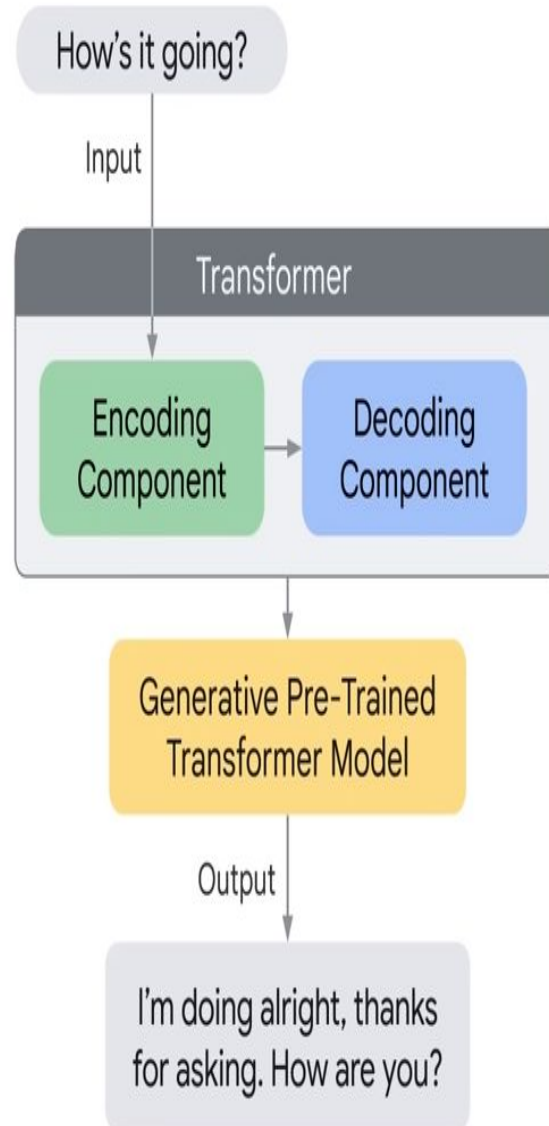 How's it going?
Input
Transformer
Encoding
Component
Decoding
Component
Generative Pre-Trained
Transformer Model
Output
I'm doing alright, thanks
for asking. How are you?